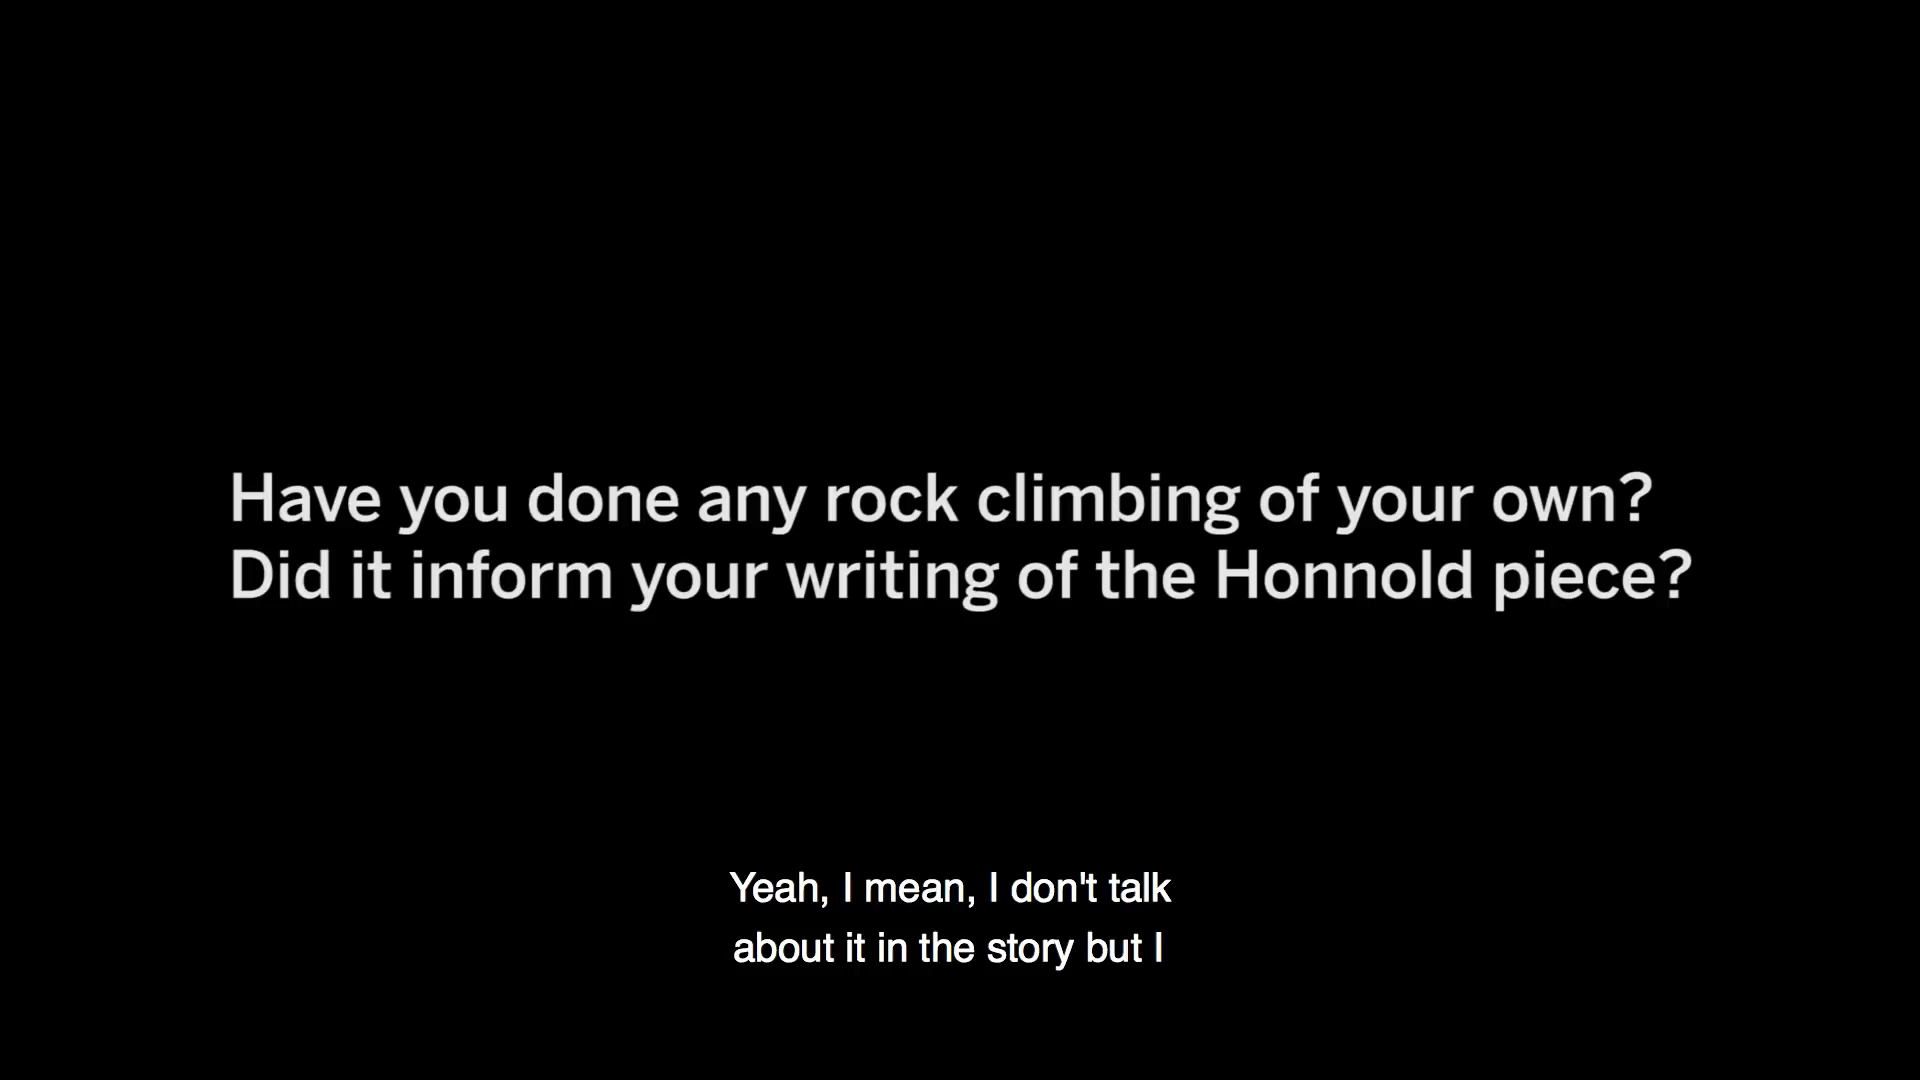 Have you done any rock climbing of your own?
Did it inform your writing of the Honnold piece?
Yeah, I mean, I don't talk
about it in the story but I